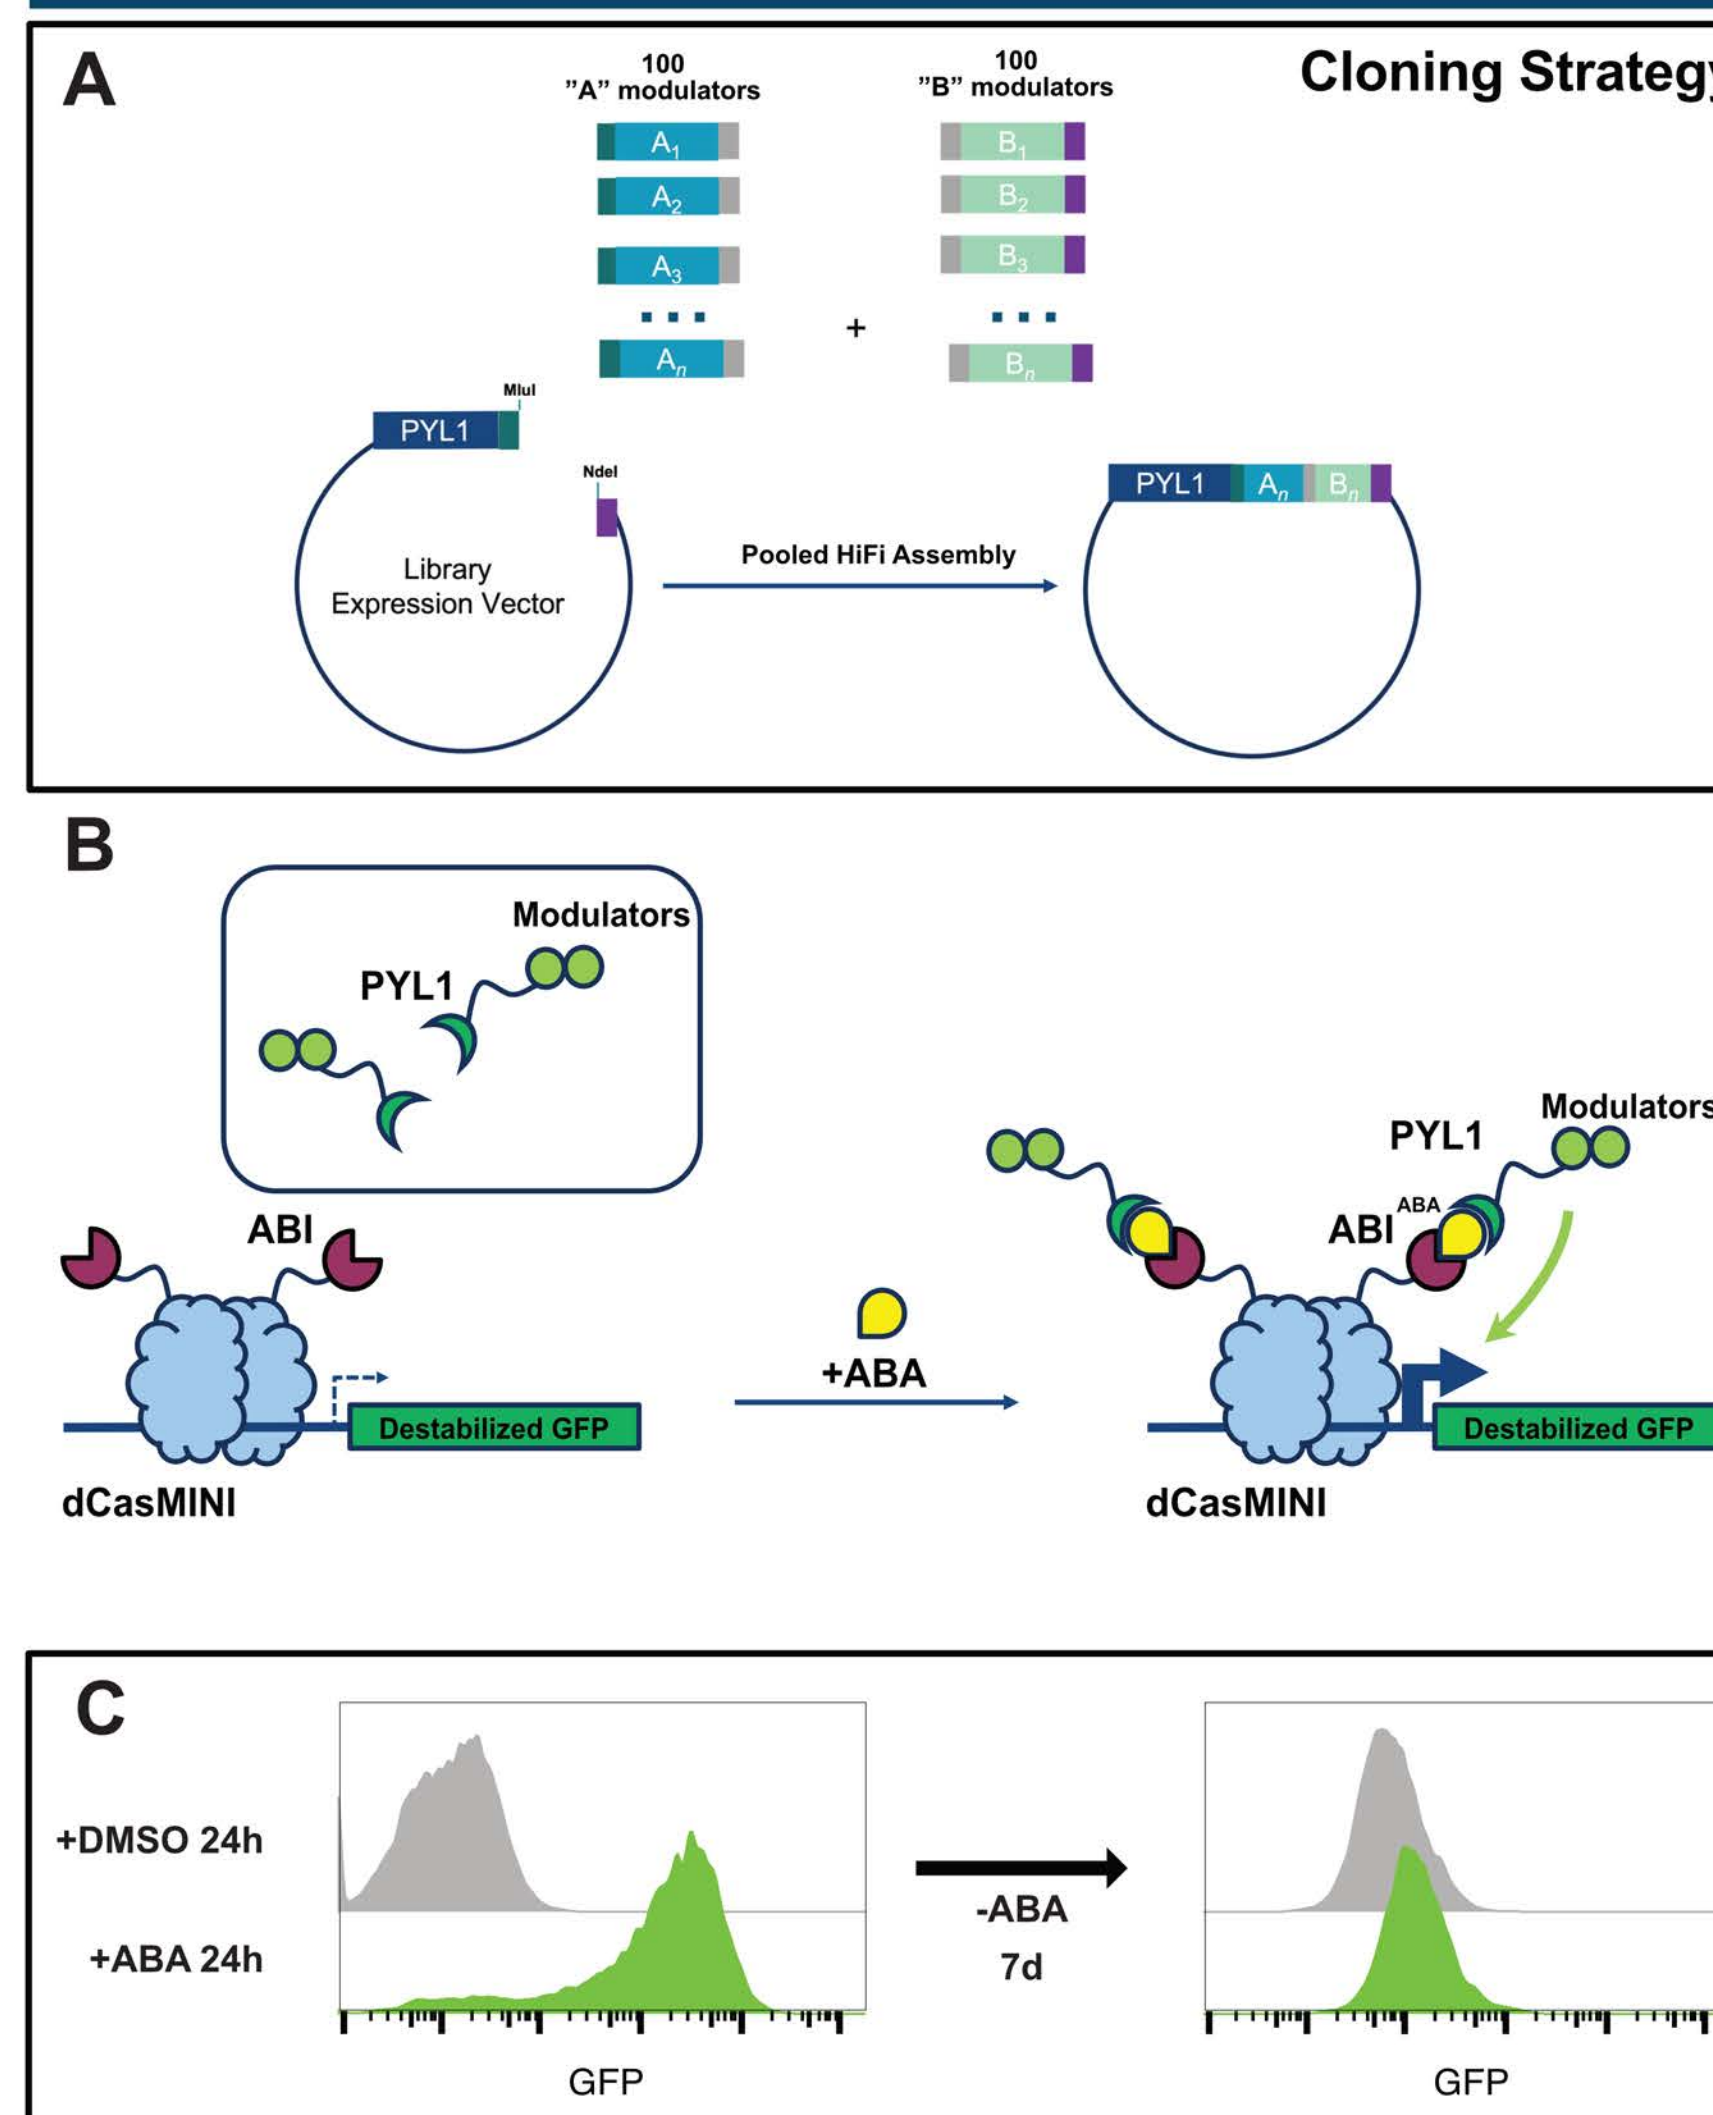 A
Cloning Strategy
100
”A” modulators
100
”B” modulators
A1
A2
A3
An
B1
B2
B3
Bn
+
MluI
PYL1
NdeI
Library
Expression Vector
Pooled HiFi Assembly
PYL1
An
Bn
B
Modulators
PYL1
ABI
dCasMINI
Destabilized GFP
+ABA
Modulators
PYL1
ABA
ABI
dCasMINI
Destabilized GFP
C
+DMSO 24h
+ABA 24h
-ABA
7d
GFP
GFP